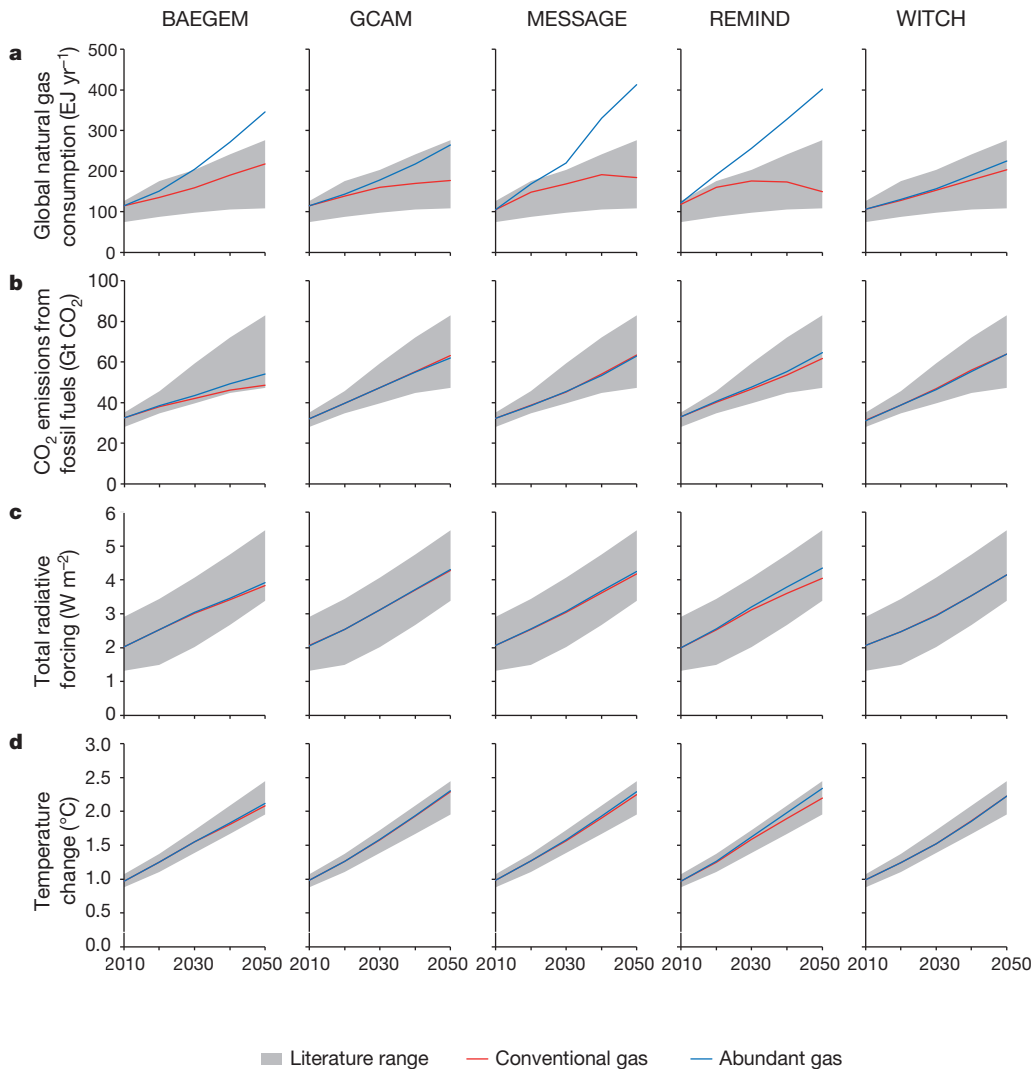 BAEGEM GCAM MESSAGE REMIND WITCH
a
Global natural gas
consumption (EJ yr⁻¹)
500
400
300
200
100
0
b
CO₂ emissions from
fossil fuels (Gt CO₂)
100
80
60
40
20
0
c
Total radiative
forcing (W m⁻²)
6
5
4
3
2
1
0
d
Temperature
change (°C)
3.0
2.5
2.0
1.5
1.0
0.5
0.0
2010 2030 2050 2010 2030 2050 2010 2030 2050 2010 2030 2050 2010 2030 2050
Literature range Conventional gas Abundant gas